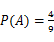 P(A) = 4/9